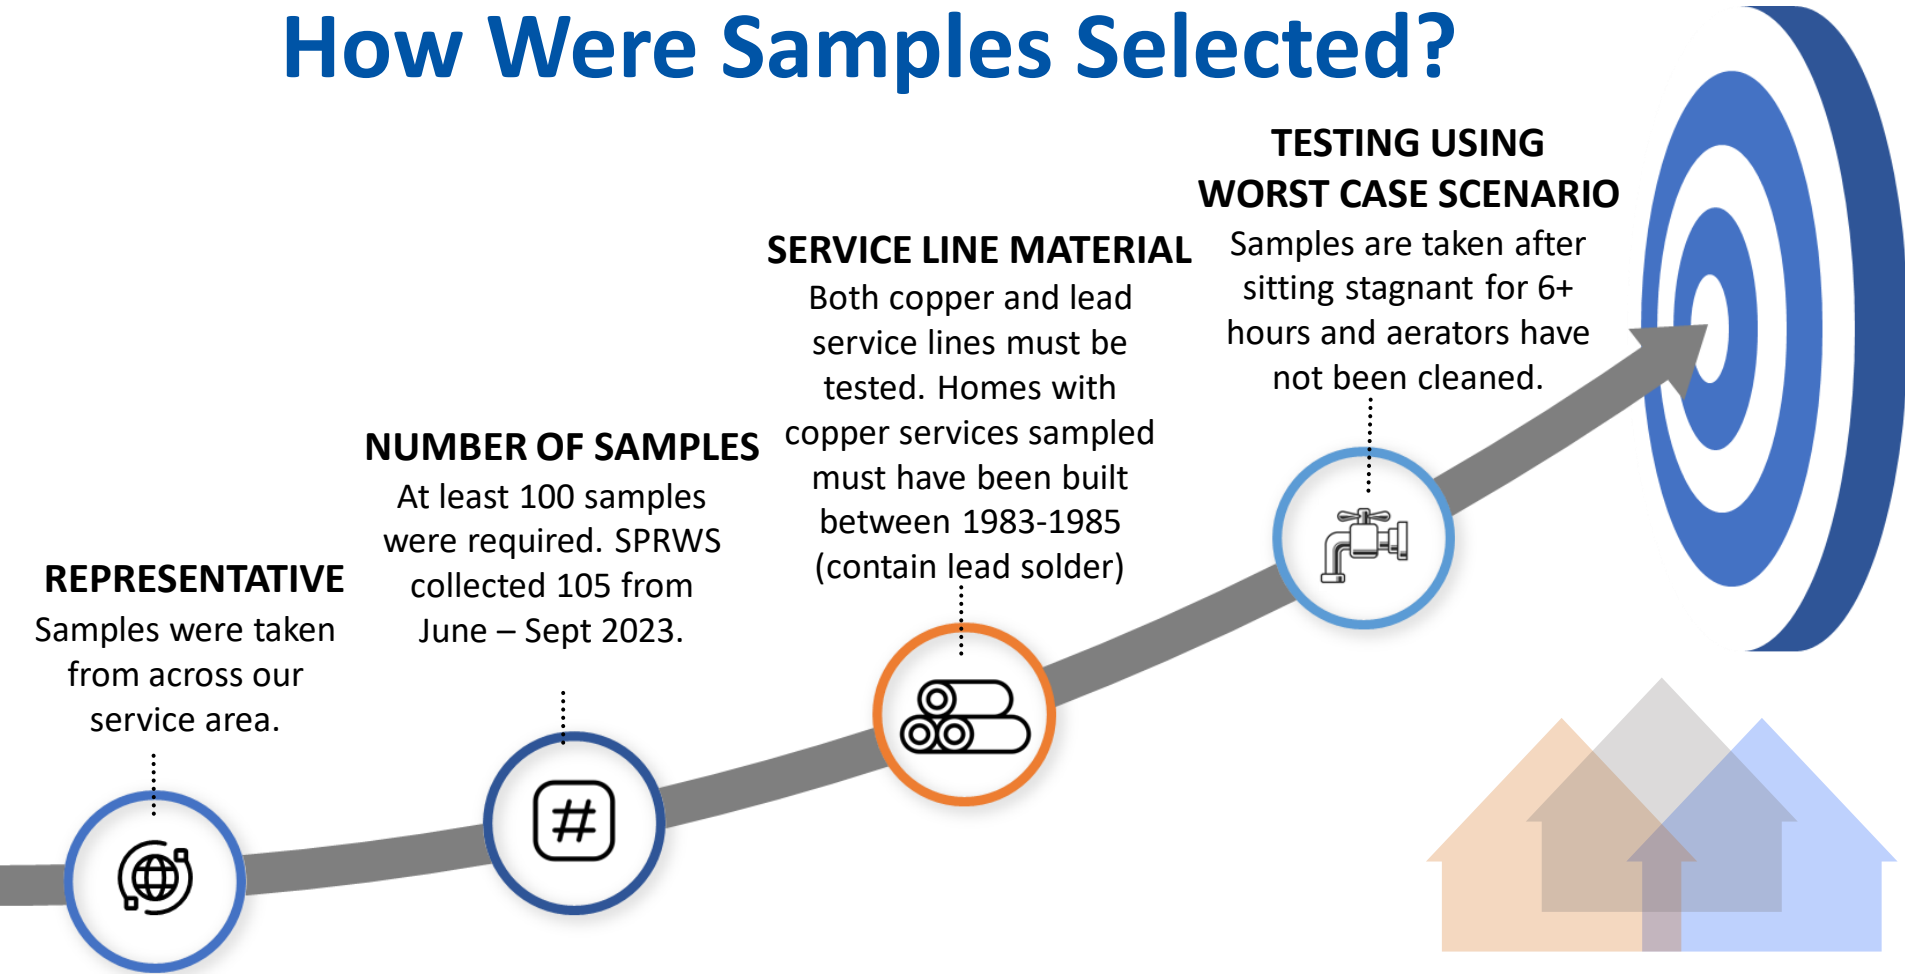 How Were Samples Selected?
REPRESENTATIVE
Samples were taken
from across our
service area.
NUMBER OF SAMPLES
At least 100 samples
were required. SPRWS
collected 105 from
June – Sept 2023.
#
SERVICE LINE MATERIAL
Both copper and lead
service lines must be
tested. Homes with
copper services sampled
must have been built
between 1983-1985
(contain lead solder)
TESTING USING
WORST CASE SCENARIO
Samples are taken after
sitting stagnant for 6+
hours and aerators have
not been cleaned.